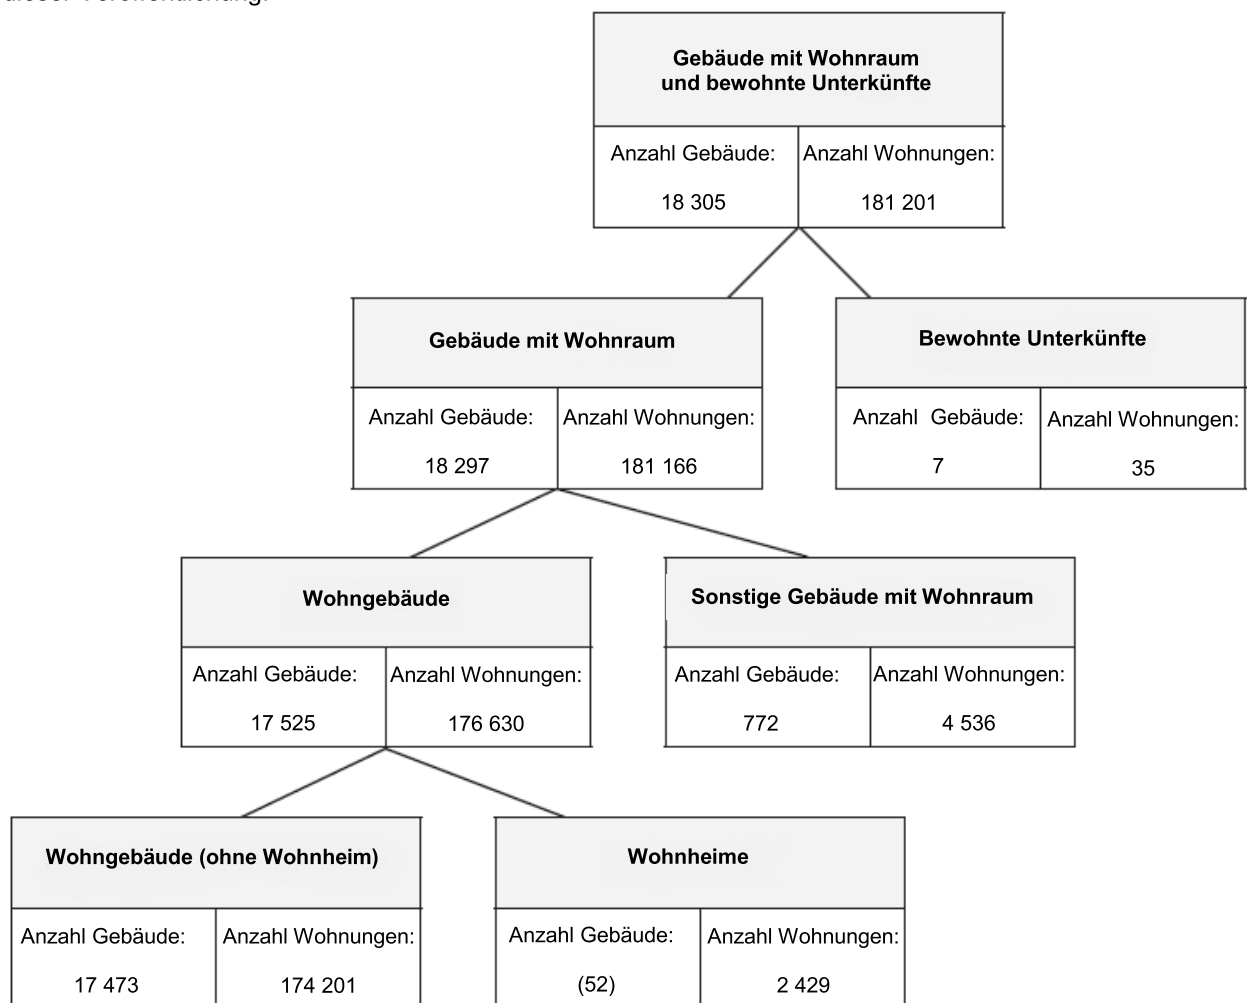 dieser Veröffentlichung.
Gebäude mit Wohnraum
und bewohnte Unterkünfte
Anzahl Gebäude:
18 305
Anzahl Wohnungen:
181 201
Gebäude mit Wohnraum
Anzahl Gebäude:
18 297
Anzahl Wohnungen:
181 166
Bewohnte Unterkünfte
Anzahl  Gebäude:
7
Anzahl Wohnungen:
35
Wohngebäude
Anzahl Gebäude:
17 525
Anzahl Wohnungen:
176 630
Sonstige Gebäude mit Wohnraum
Anzahl Gebäude:
772
Anzahl Wohnungen:
4 536
Wohngebäude (ohne Wohnheim)
Anzahl Gebäude:
17 473
Anzahl Wohnungen:
174 201
Wohnheime
Anzahl Gebäude:
(52)
Anzahl Wohnungen:
2 429